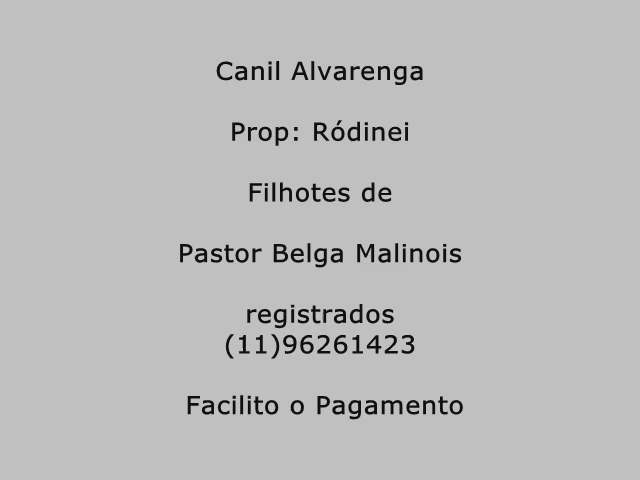 Canil Alvarenga
Prop: Ródinei
Filhotes de
Pastor Belga Malinois
registrados
(11)96261423
Facilito o Pagamento